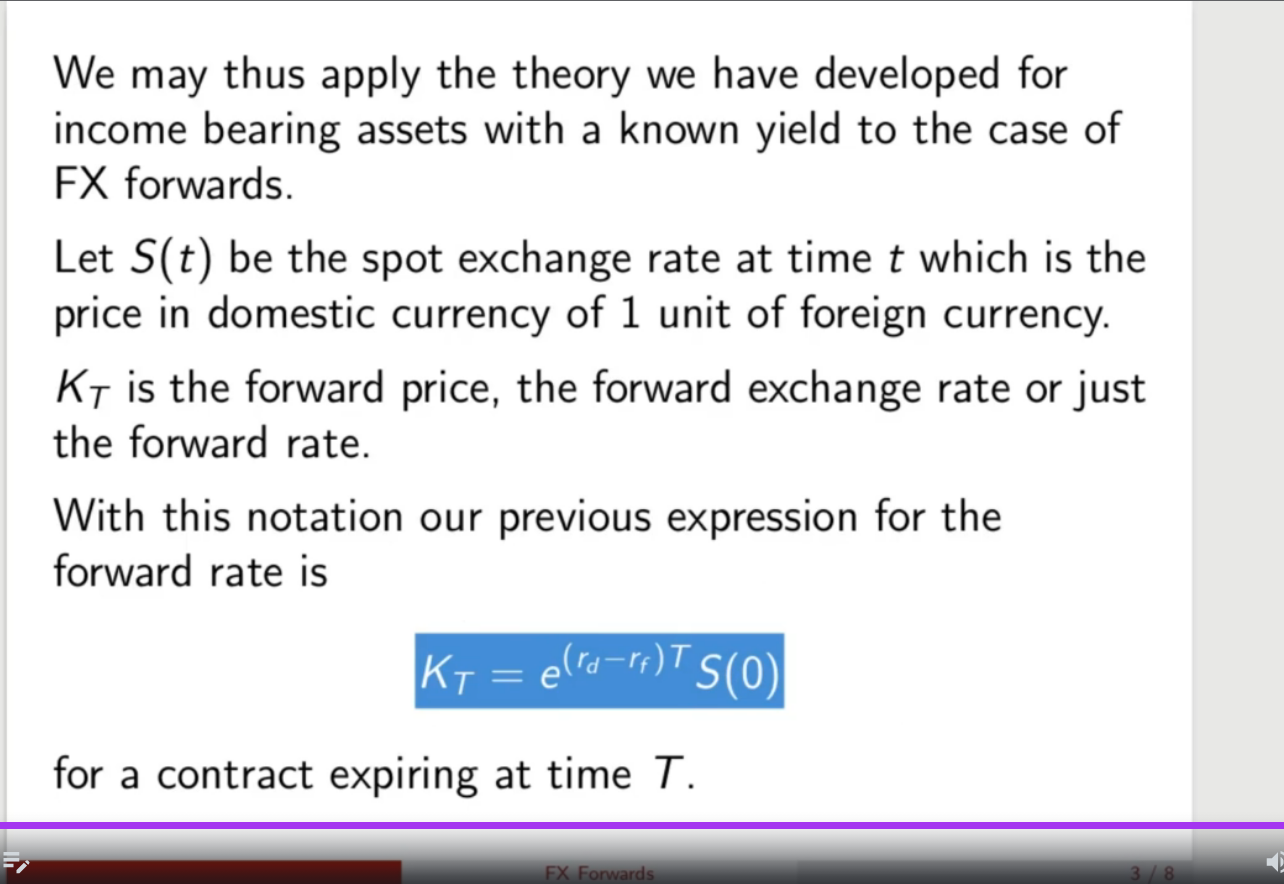 We may thus apply the theory we have developed for
income bearing assets with a known yield to the case of
FX forwards.
Let S(t) be the spot exchange rate at time t which is the
price in domestic currency of 1 unit of foreign currency.
K_T is the forward price, the forward exchange rate or just
the forward rate.
With this notation our previous expression for the
forward rate is
K_T = e^{(r_d − r_f)T} S(0)
for a contract expiring at time T.
FX Forwards
3 / 8